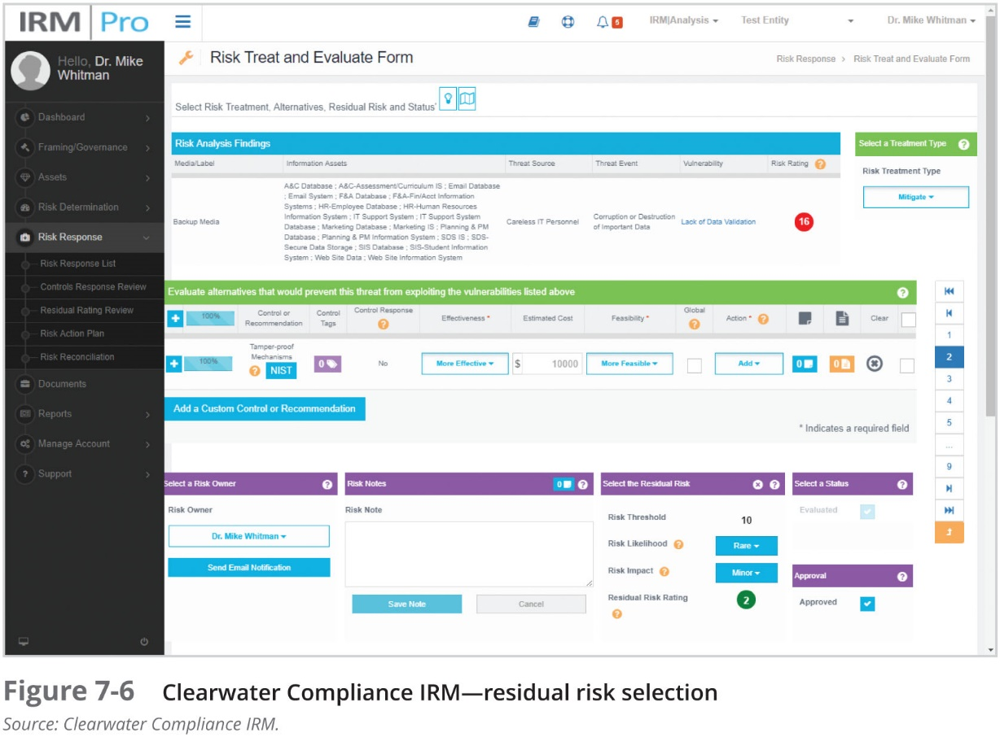 IRM | Pro
5
IRM|Analysis
Test Entity
Dr. Mike Whitman
Hello, Dr. Mike
Whitman
Dashboard
Framing/Governance
Assets
Risk Determination
Risk Response
Risk Response List
Controls Response Review
Residual Rating Review
Risk Action Plan
Risk Reconciliation
Documents
Reports
Manage Account
? Support
Risk Treat and Evaluate Form
Risk Response > Risk Treat and Evaluate Form
Select Risk Treatment, Alternatives, Residual Risk and Status'
Risk Analysis Findings
Media/Label Information Assets Threat Source Threat Event Vulnerability Risk Rating ?
Backup Media
A&C Database ; A&C-Assessment/Curriculum IS ; Email Database
; Email System ; F&A Database ; F&A-Fin/Acct Information
Systems ; HR-Employee Database ; HR-Human Resources
Information System ; IT Support System ; IT Support System
Database ; Marketing Database ; Marketing IS ; Planning & PM
Database ; Planning & PM Information System ; SDS IS ; SDS-
Secure Data Storage ; SIS Database ; SIS-Student Information
System ; Web Site Data ; Web Site Information System
Careless IT Personnel
Corruption or Destruction
of Important Data
Lack of Data Validation
16
Select a Treatment Type ?
Risk Treatment Type
Mitigate
Evaluate alternatives that would prevent this threat from exploiting the vulnerabilities listed above ?
+ 100%
Control or
Recommendation
Control
Tags
Control Response
?
Effectiveness *
Estimated Cost
Feasibility *
Global
?
Action * ?
Clear
+ 100%
Tamper-proof
Mechanisms
? NIST
0
No
More Effective
$ 10000
More Feasible
Add
0
0
Add a Custom Control or Recommendation
* Indicates a required field
1
2
3
4
5
...
9
Select a Risk Owner ?
Risk Owner
Dr. Mike Whitman
Send Email Notification
Risk Notes 0 ?
Risk Note
Save Note
Cancel
Select the Residual Risk ?
Risk Threshold 10
Risk Likelihood ? Rare
Risk Impact ? Minor
Residual Risk Rating 2
?
Select a Status ?
Evaluated
Approval ?
Approved
Figure 7-6 Clearwater Compliance IRM—residual risk selection
Source: Clearwater Compliance IRM.